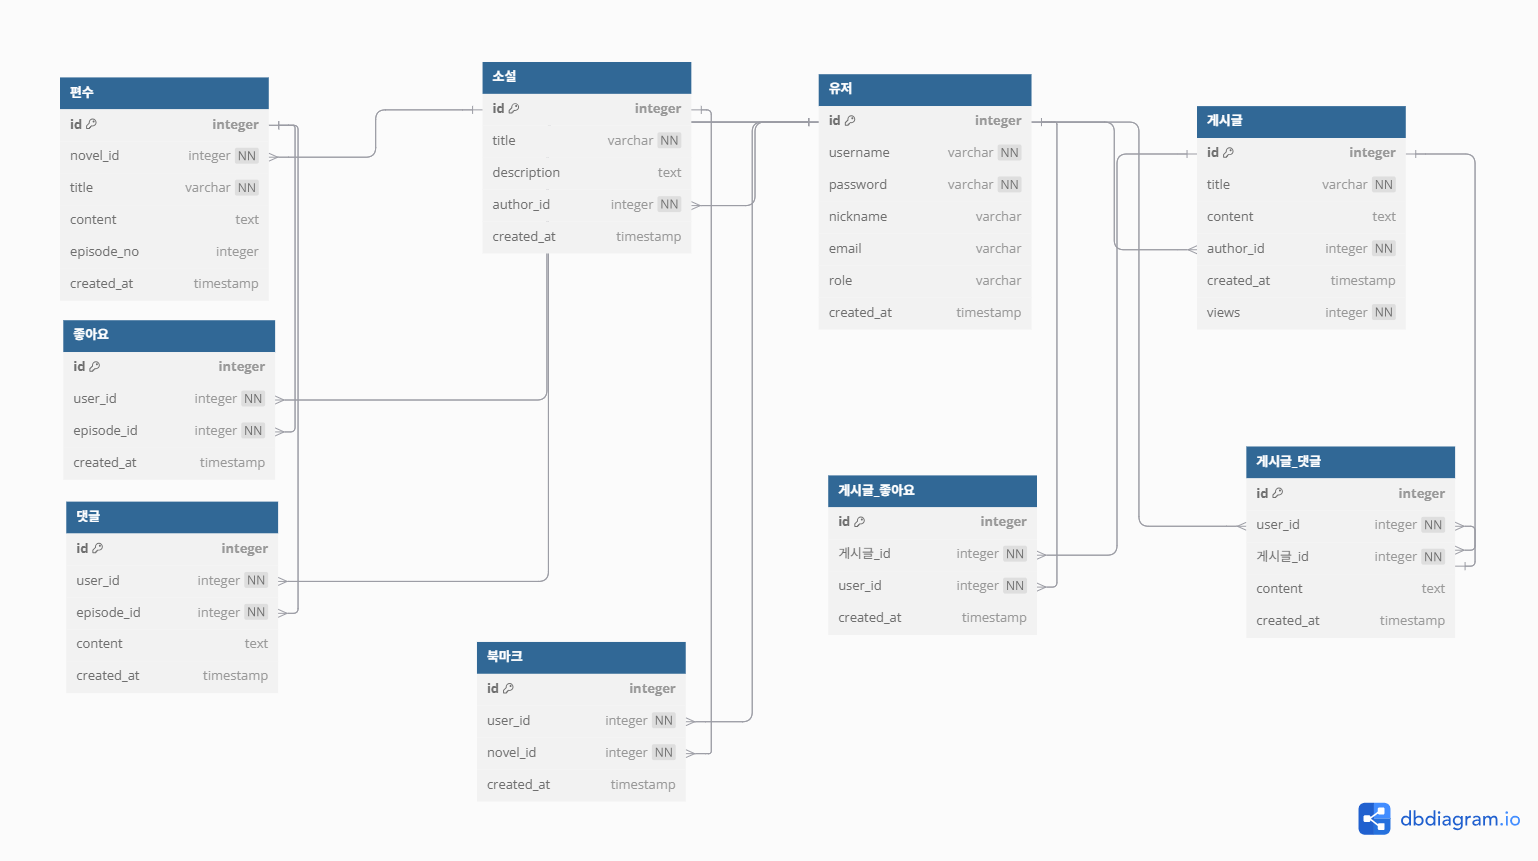 편수
id integer
novel_id integer NN
title varchar NN
content text
episode_no integer
created_at timestamp
소설
id integer
title varchar NN
description text
author_id integer NN
created_at timestamp
유저
id integer
username varchar NN
password varchar NN
nickname varchar
email varchar
role varchar
created_at timestamp
게시글
id integer
title varchar NN
content text
author_id integer NN
created_at timestamp
views integer NN
좋아요
id integer
user_id integer NN
episode_id integer NN
created_at timestamp
댓글
id integer
user_id integer NN
episode_id integer NN
content text
created_at timestamp
북마크
id integer
user_id integer NN
novel_id integer NN
created_at timestamp
게시글_좋아요
id integer
게시글_id integer NN
user_id integer NN
created_at timestamp
게시글_댓글
id integer
user_id integer NN
게시글_id integer NN
content text
created_at timestamp
dbdiagram.io